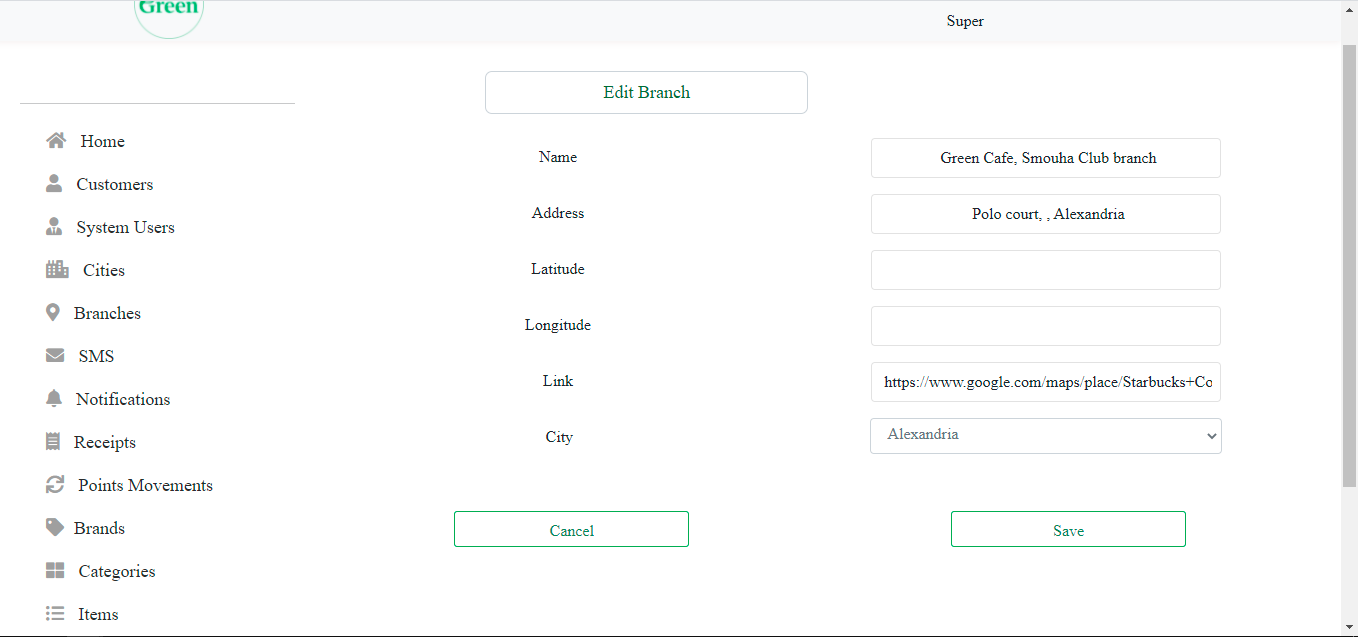 Green
Super
Edit Branch
Home
Customers
System Users
Cities
Branches
SMS
Notifications
Receipts
Points Movements
Brands
Categories
Items
Name
Green Cafe, Smouha Club branch
Address
Polo court, , Alexandria
Latitude
Longitude
Link
https://www.google.com/maps/place/Starbucks+Co
City
Alexandria
Cancel
Save